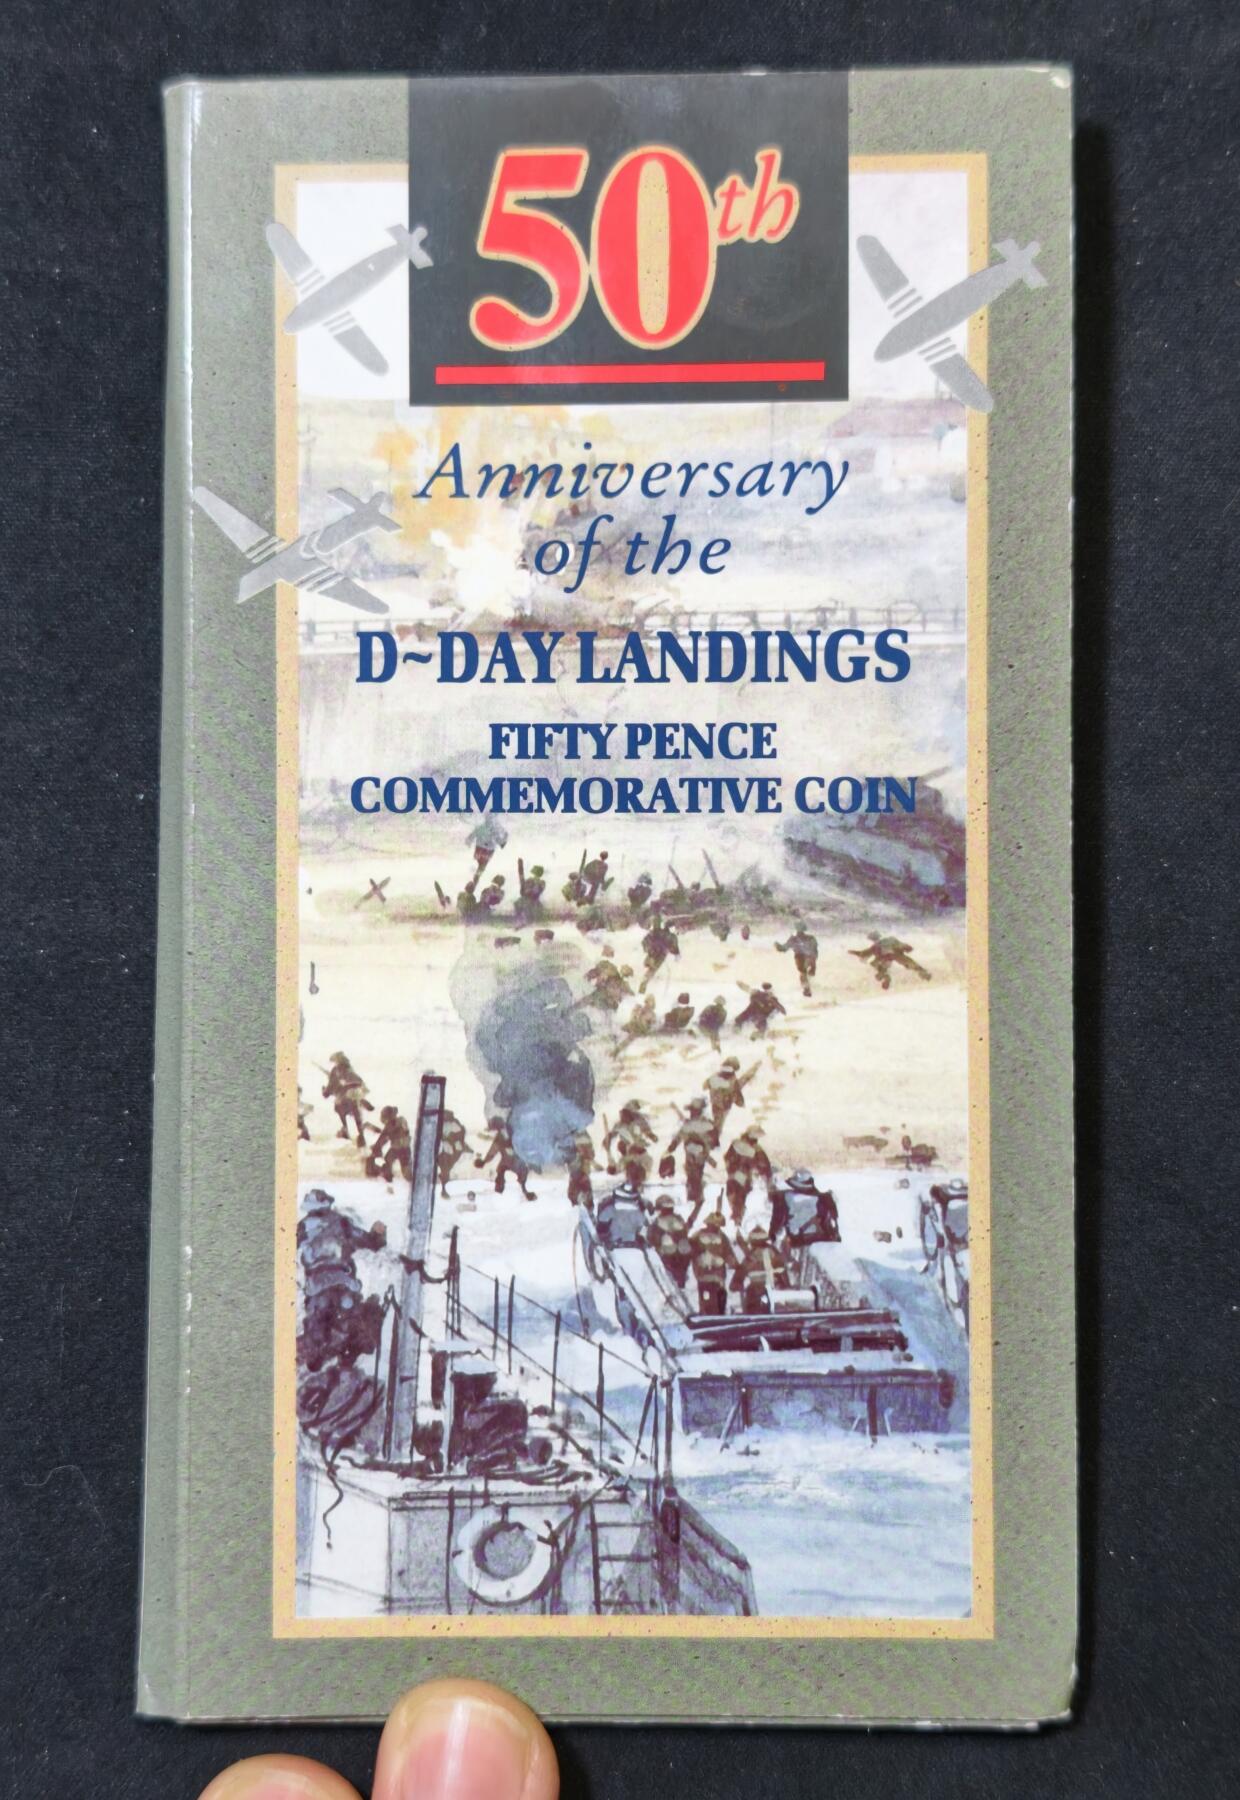 50th
Anniversary
of the
D~DAY LANDINGS
FIFTY PENCE
COMMEMORATIVE COIN